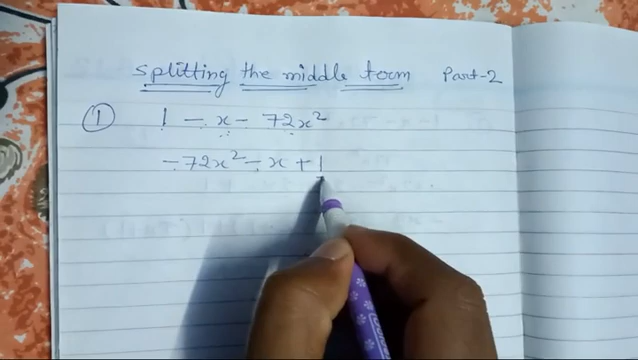 Splitting the middle term Part-2
① 1 - x - 72x²
-72x² - x + 1